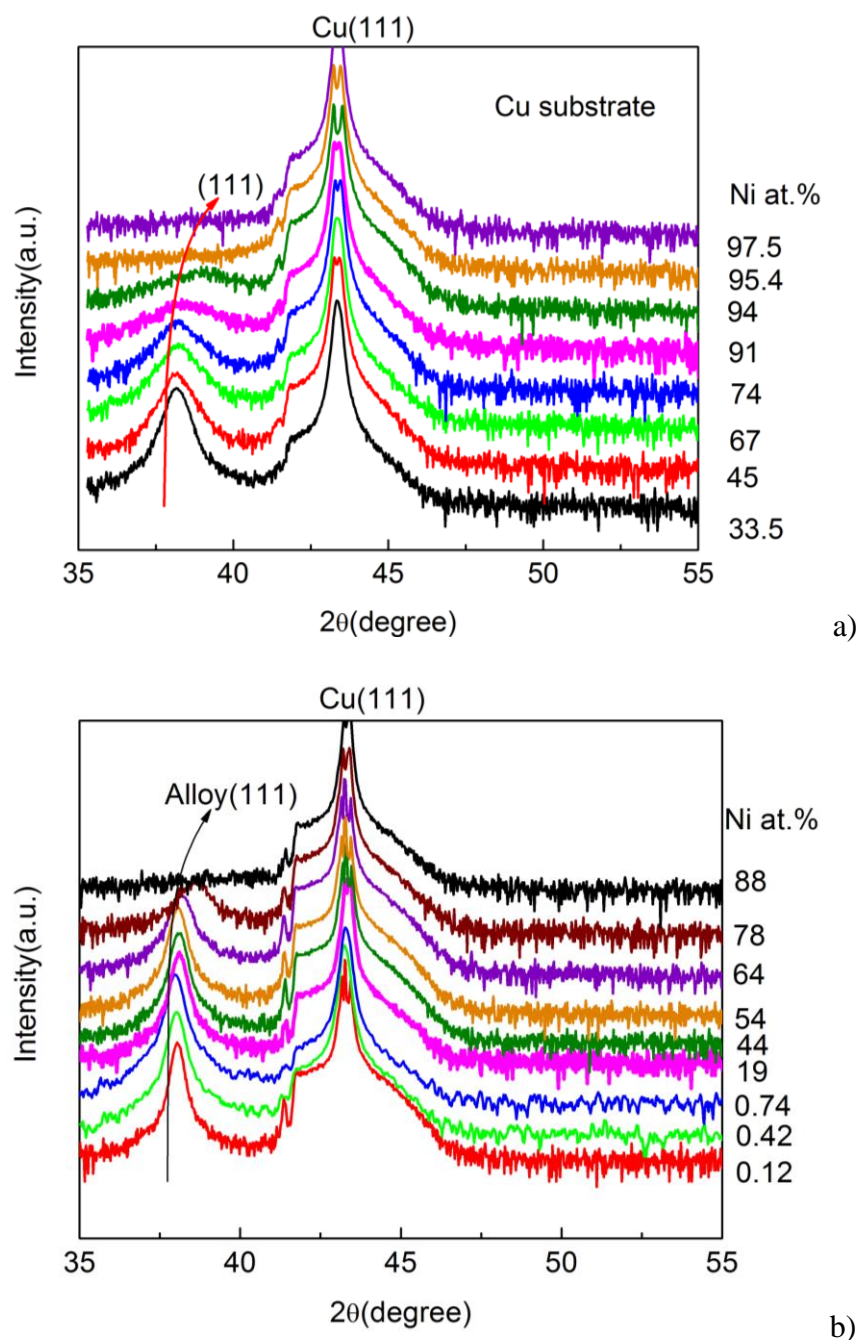 Cu(111)
Cu substrate
(111)
Ni at.%
97.5
95.4
94
91
74
67
45
33.5
Intensity(a.u.)
35 40 45 50 55
2θ(degree)
a)
Cu(111)
Alloy(111)
Ni at.%
88
78
64
54
44
19
0.74
0.42
0.12
Intensity(a.u.)
35 40 45 50 55
2θ(degree)
b)